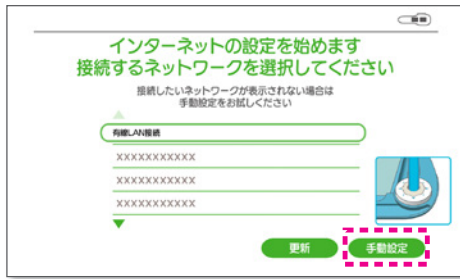 インターネットの設定を始めます
接続するネットワークを選択してください
接続したいネットワークが表示されない場合は
手動設定をお試しください
有線LAN接続
xxxxxxxxxxx
xxxxxxxxxxx
xxxxxxxxxxx
更新
手動設定